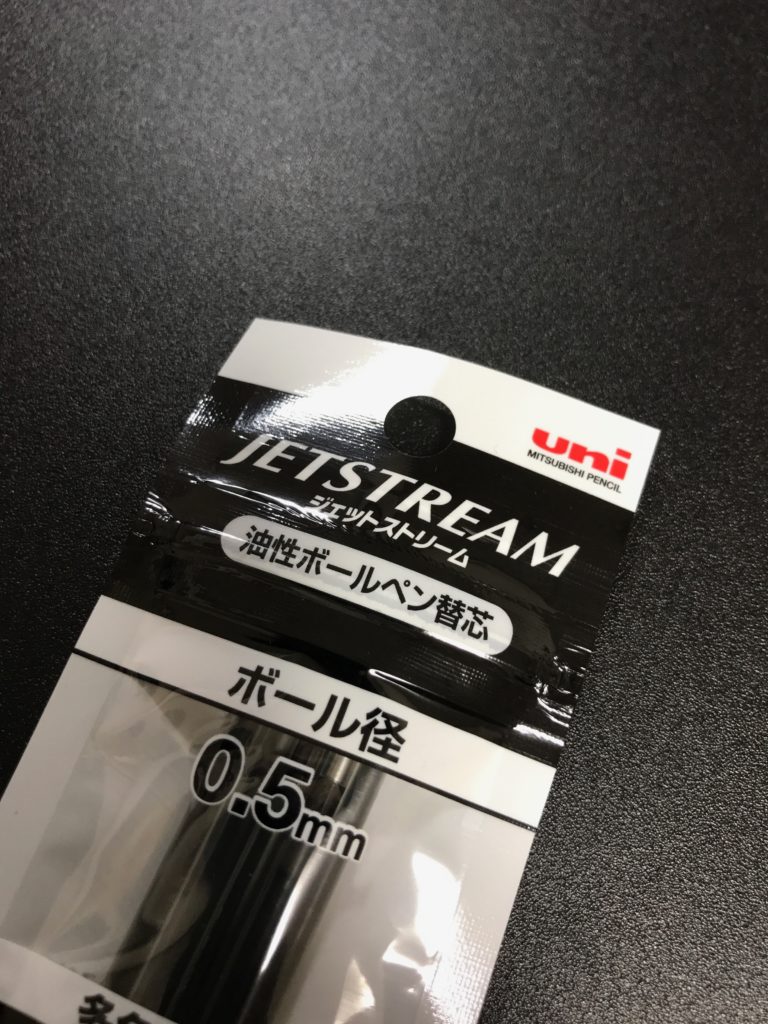 uni
MITSUBISHI PENCIL
JETSTREAM
ジェットストリーム
油性ボールペン替芯
ボール径
0.5mm